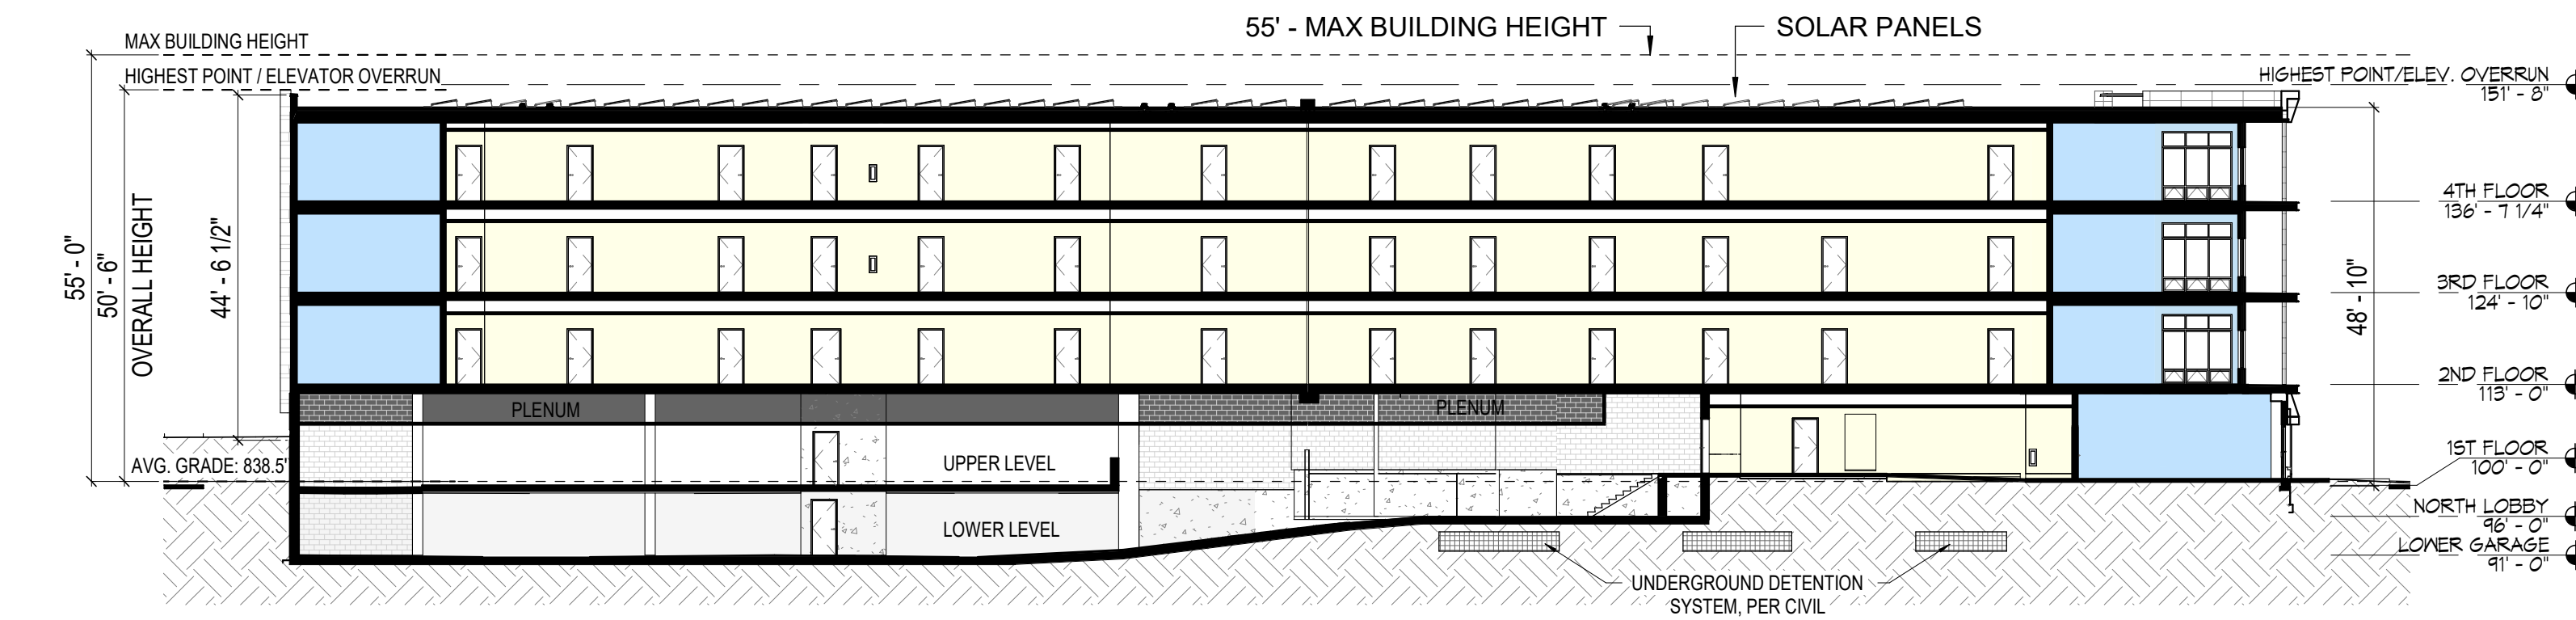 55' - MAX BUILDING HEIGHT
SOLAR PANELS
MAX BUILDING HEIGHT
HIGHEST POINT / ELEVATOR OVERRUN
HIGHEST POINT/ELEV. OVERRUN
151' - 8"
55' - 0"
50' - 6"
OVERALL HEIGHT
44' - 6 1/2"
48' - 10"
4TH FLOOR
136' - 7 1/4"
3RD FLOOR
124' - 10"
2ND FLOOR
113' - 0"
PLENUM
PLENUM
AVG. GRADE: 838.5'
UPPER LEVEL
1ST FLOOR
100' - 0"
LOWER LEVEL
NORTH LOBBY
96' - 0"
LOWER GARAGE
91' - 0"
UNDERGROUND DETENTION
SYSTEM, PER CIVIL